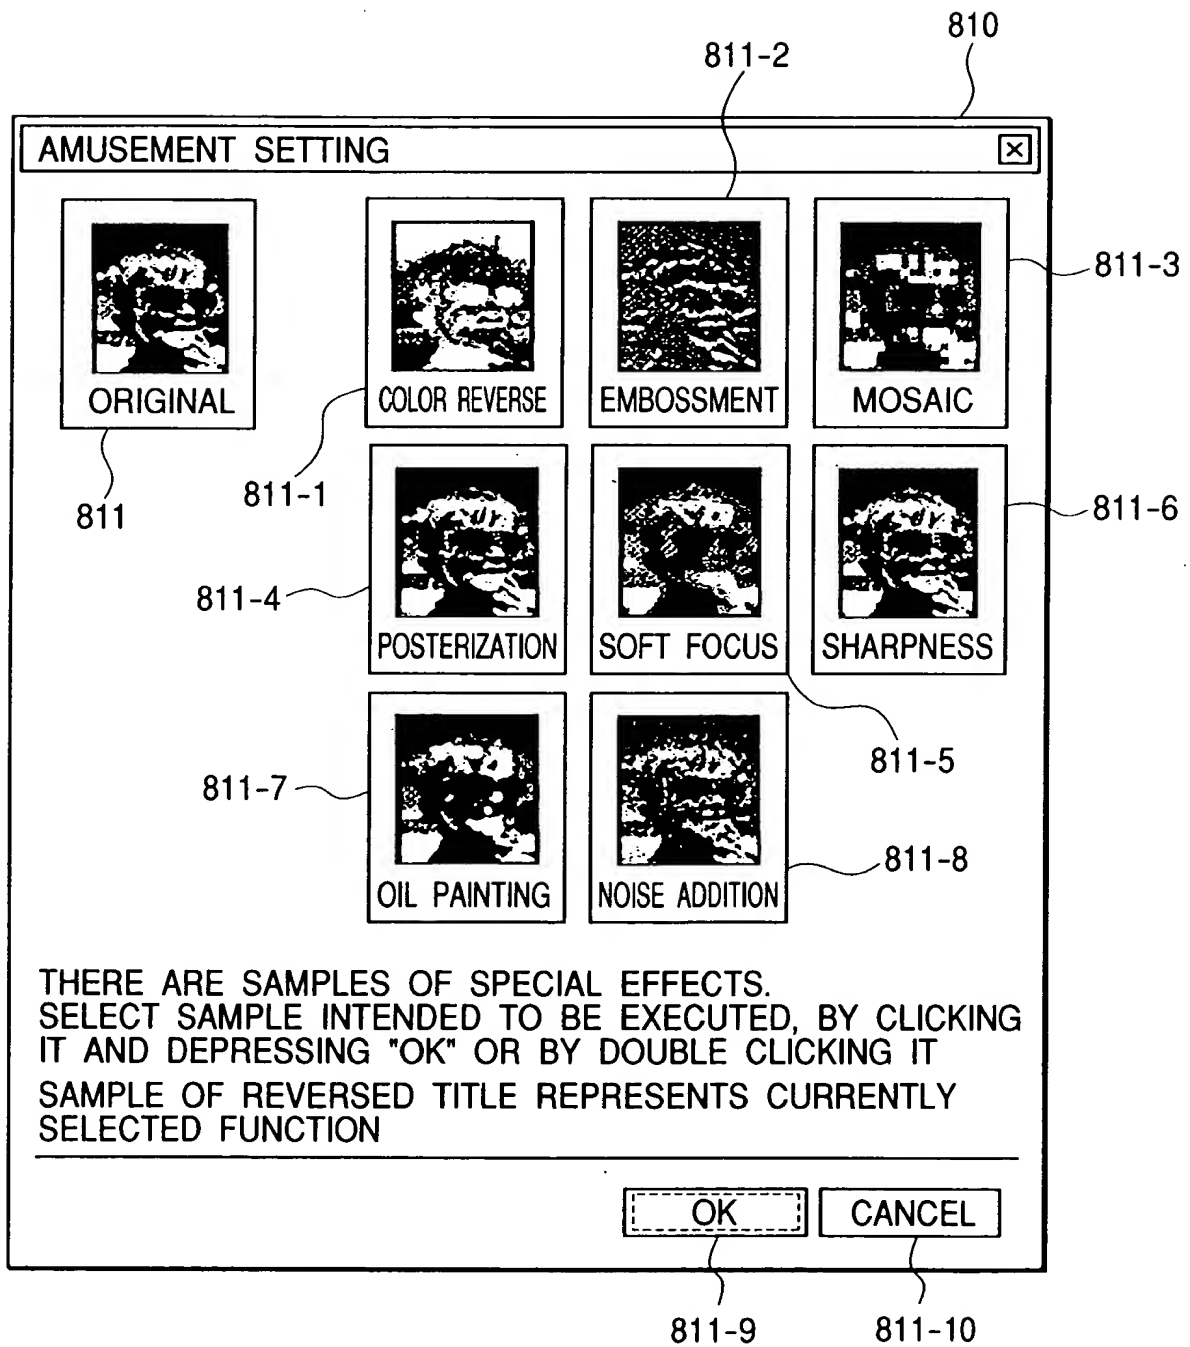 810
811-2
AMUSEMENT SETTING
811-3
ORIGINAL
COLOR REVERSE
EMBOSSMENT
MOSAIC
811
811-1
811-6
811-4
POSTERIZATION
SOFT FOCUS
SHARPNESS
811-5
811-7
811-8
OIL PAINTING
NOISE ADDITION
THERE ARE SAMPLES OF SPECIAL EFFECTS.
SELECT SAMPLE INTENDED TO BE EXECUTED, BY CLICKING
IT AND DEPRESSING "OK" OR BY DOUBLE CLICKING IT
SAMPLE OF REVERSED TITLE REPRESENTS CURRENTLY
SELECTED FUNCTION
OK
CANCEL
811-9
811-10